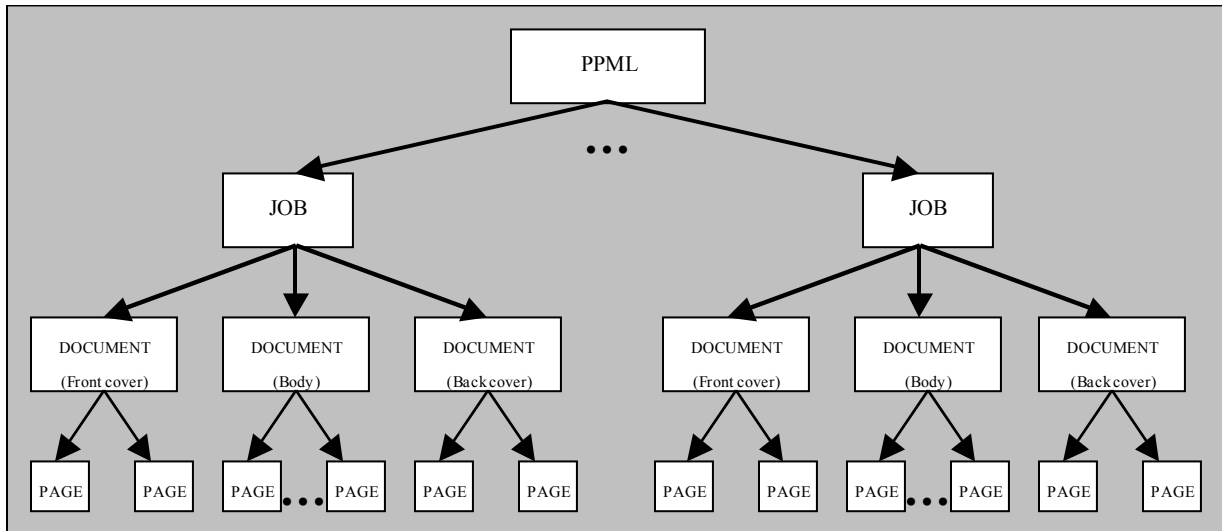 PPML
•••
JOB
JOB
DOCUMENT
(Front cover)
DOCUMENT
(Body)
DOCUMENT
(Back cover)
DOCUMENT
(Front cover)
DOCUMENT
(Body)
DOCUMENT
(Back cover)
PAGE
PAGE
PAGE
•••
PAGE
PAGE
PAGE
PAGE
PAGE
PAGE
•••
PAGE
PAGE
PAGE